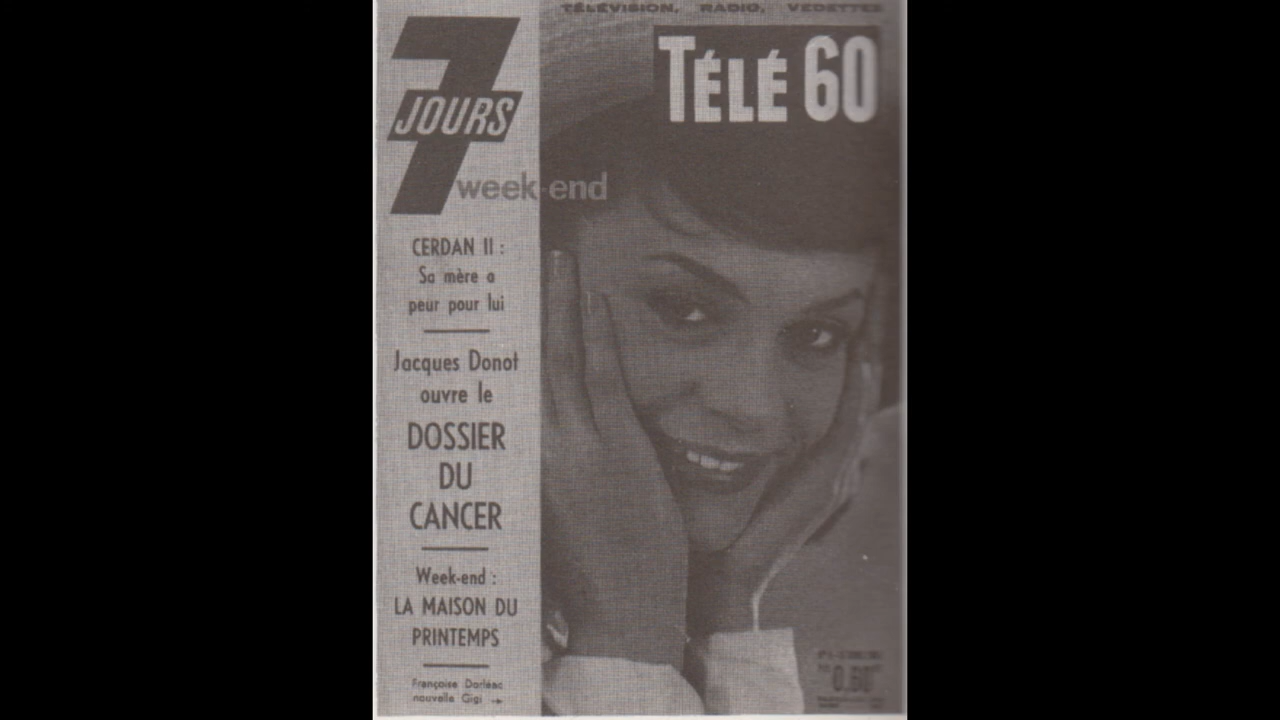 TÉLÉVISION, RADIO, VEDETTES
7
JOURS
week-end
TÉLÉ 60
CERDAN II :
Sa mère a
peur pour lui
Jacques Donot
ouvre le
DOSSIER
DU
CANCER
Week-end :
LA MAISON DU
PRINTEMPS
Françoise Dorléac
nouvelle Gigi
0.60